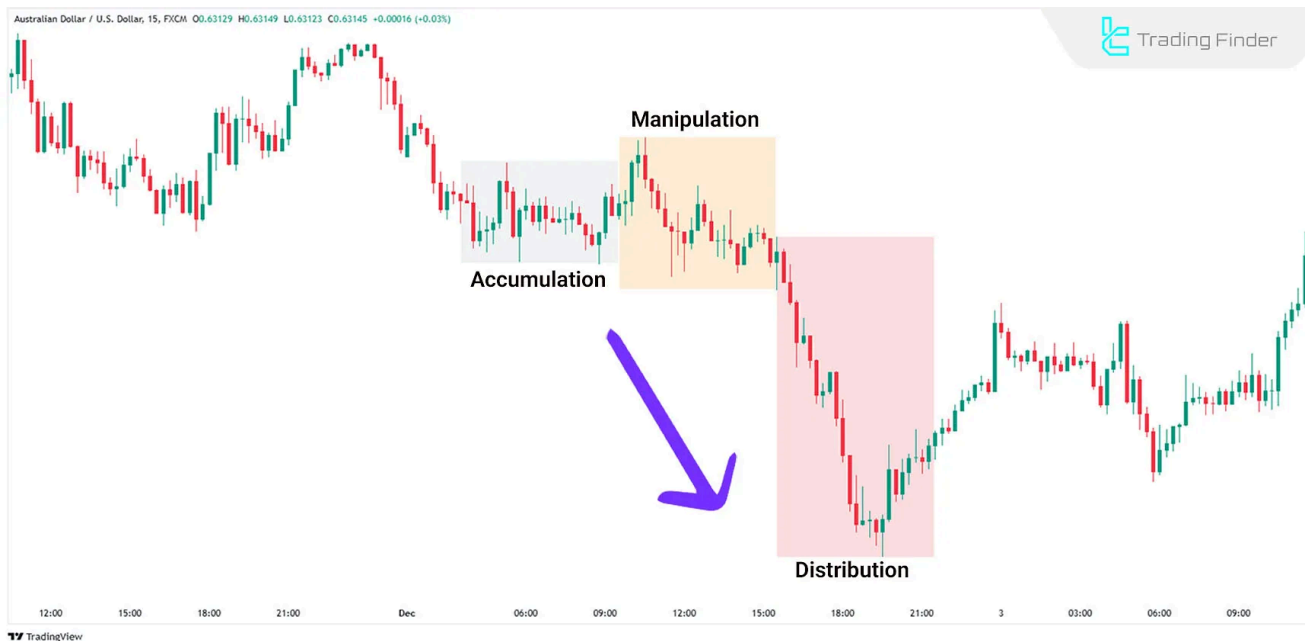 Australian Dollar / U.S. Dollar, 15, FXCM O0.63129 H0.63149 L0.63123 C0.63145 +0.00016 (+0.03%)
Trading Finder
Manipulation
Accumulation
Distribution
12:00 15:00 18:00 21:00 Dec 06:00 09:00 12:00 15:00 18:00 21:00 3 03:00 06:00 09:00
TradingView